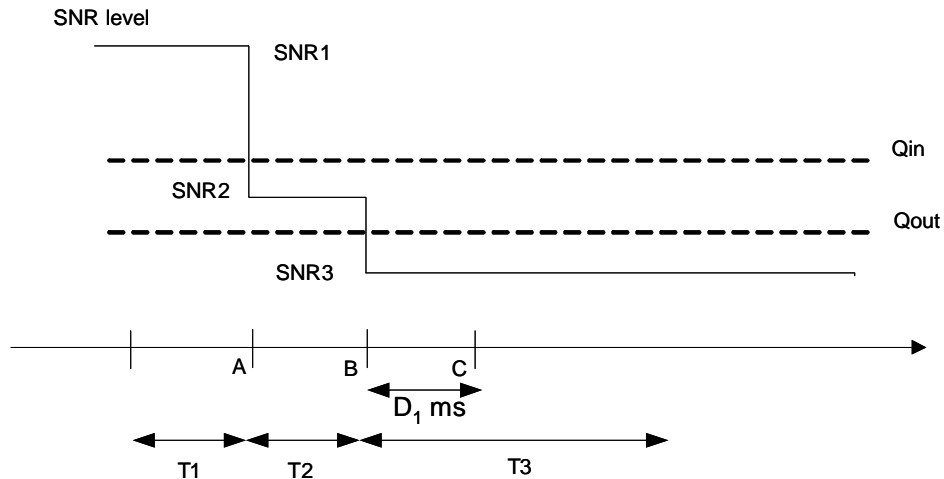 SNR level
SNR1
Qin
SNR2
Qout
SNR3
A
B
C
D1 ms
T1
T2
T3